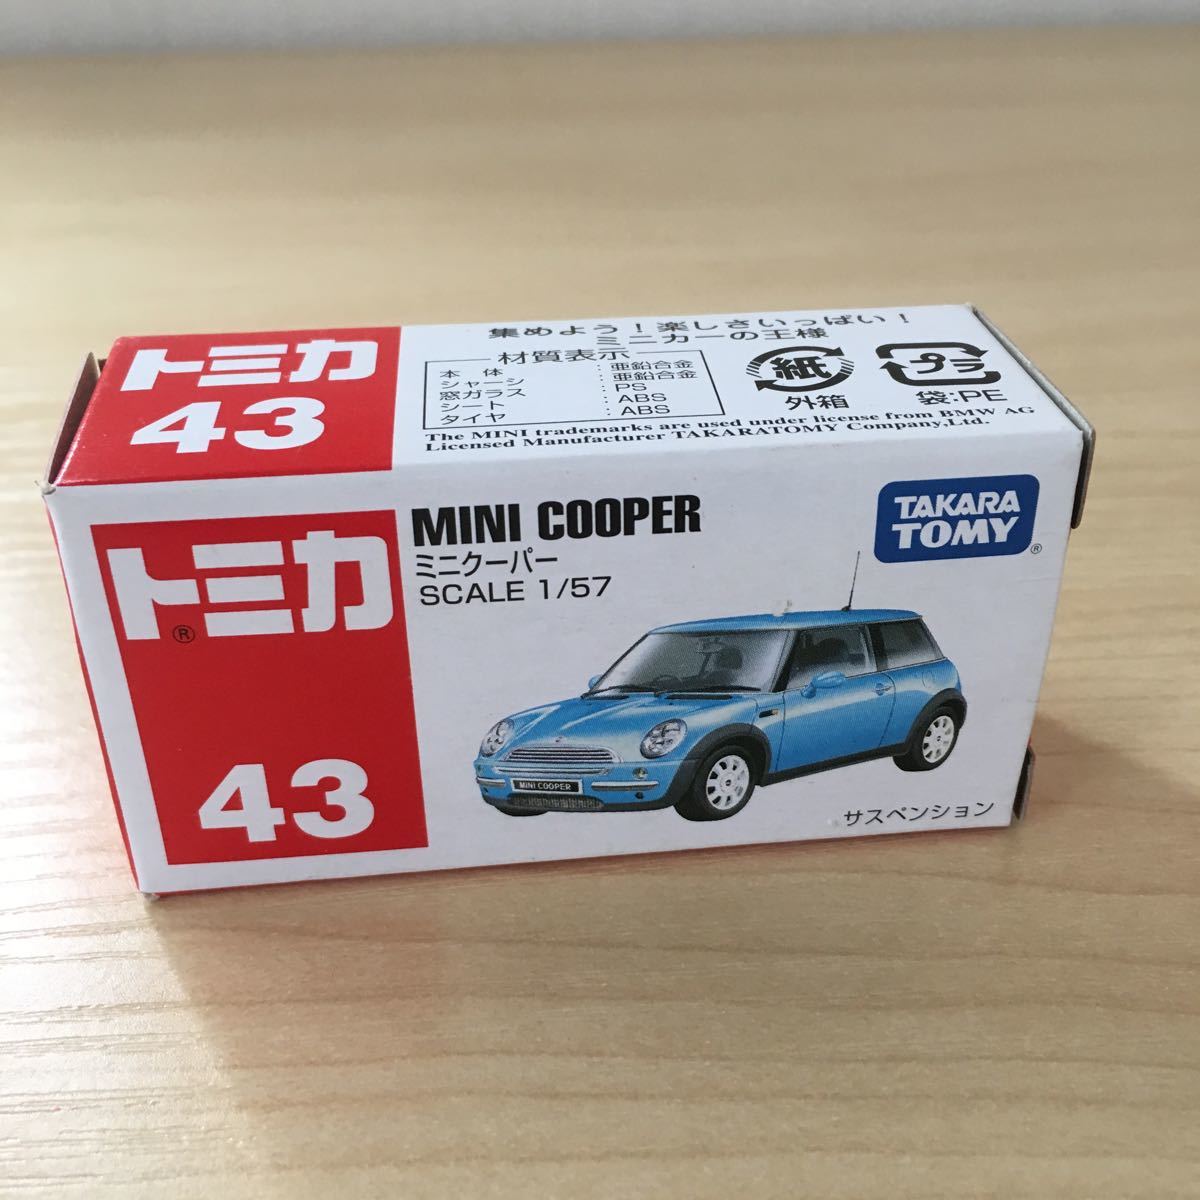 トミカ
43
集めよう！楽しさいっぱい！
ミニカーの王様
材質表示
本体 : 亜鉛合金
シャーシ : 亜鉛合金
窓ガラス : PS
シート : ABS
タイヤ : ABS
紙
外箱
プラ
袋:PE
The MINI trademarks are used under license from BMW AG
Licensed Manufacturer TAKARATOMY Company,Ltd.
トミカ®
43
MINI COOPER
ミニクーパー
SCALE 1/57
TAKARA
TOMY®
MINI COOPER
サスペンション